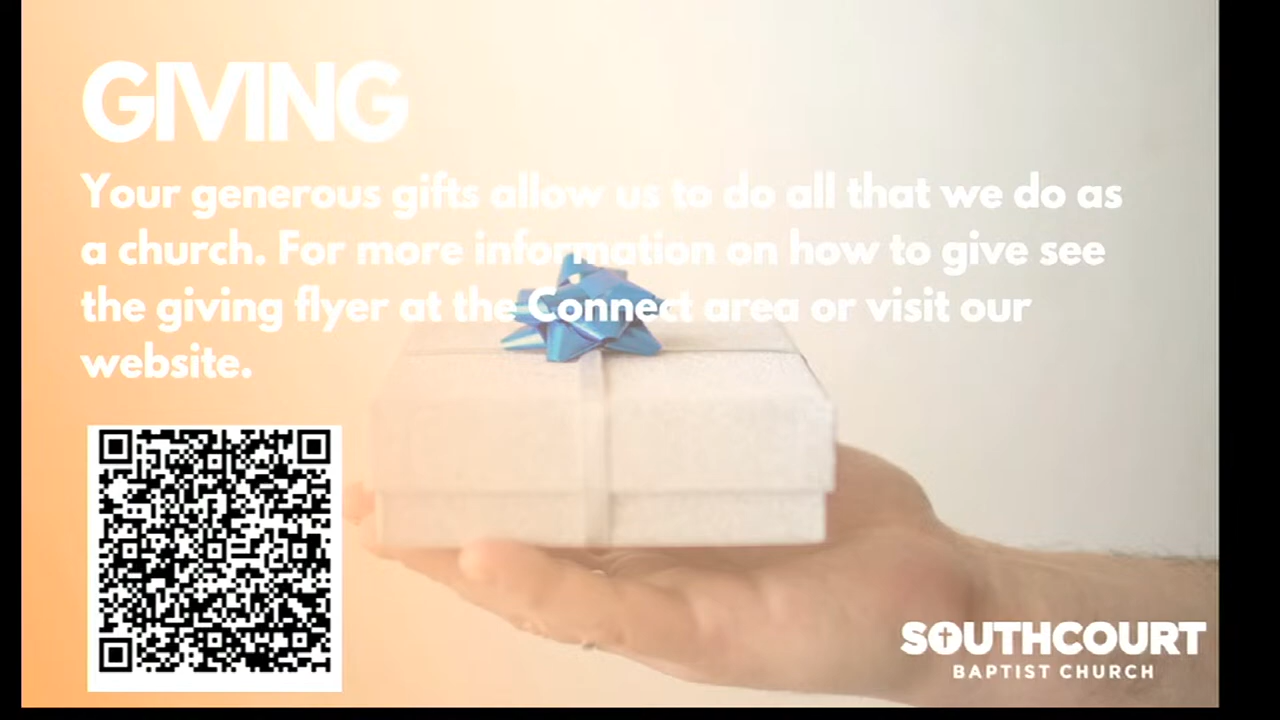 GIVING
Your generous gifts allow us to do all that we do as
a church. For more information on how to give see
the giving flyer at the Connect area or visit our
website.
SOUTHCOURT
BAPTIST CHURCH